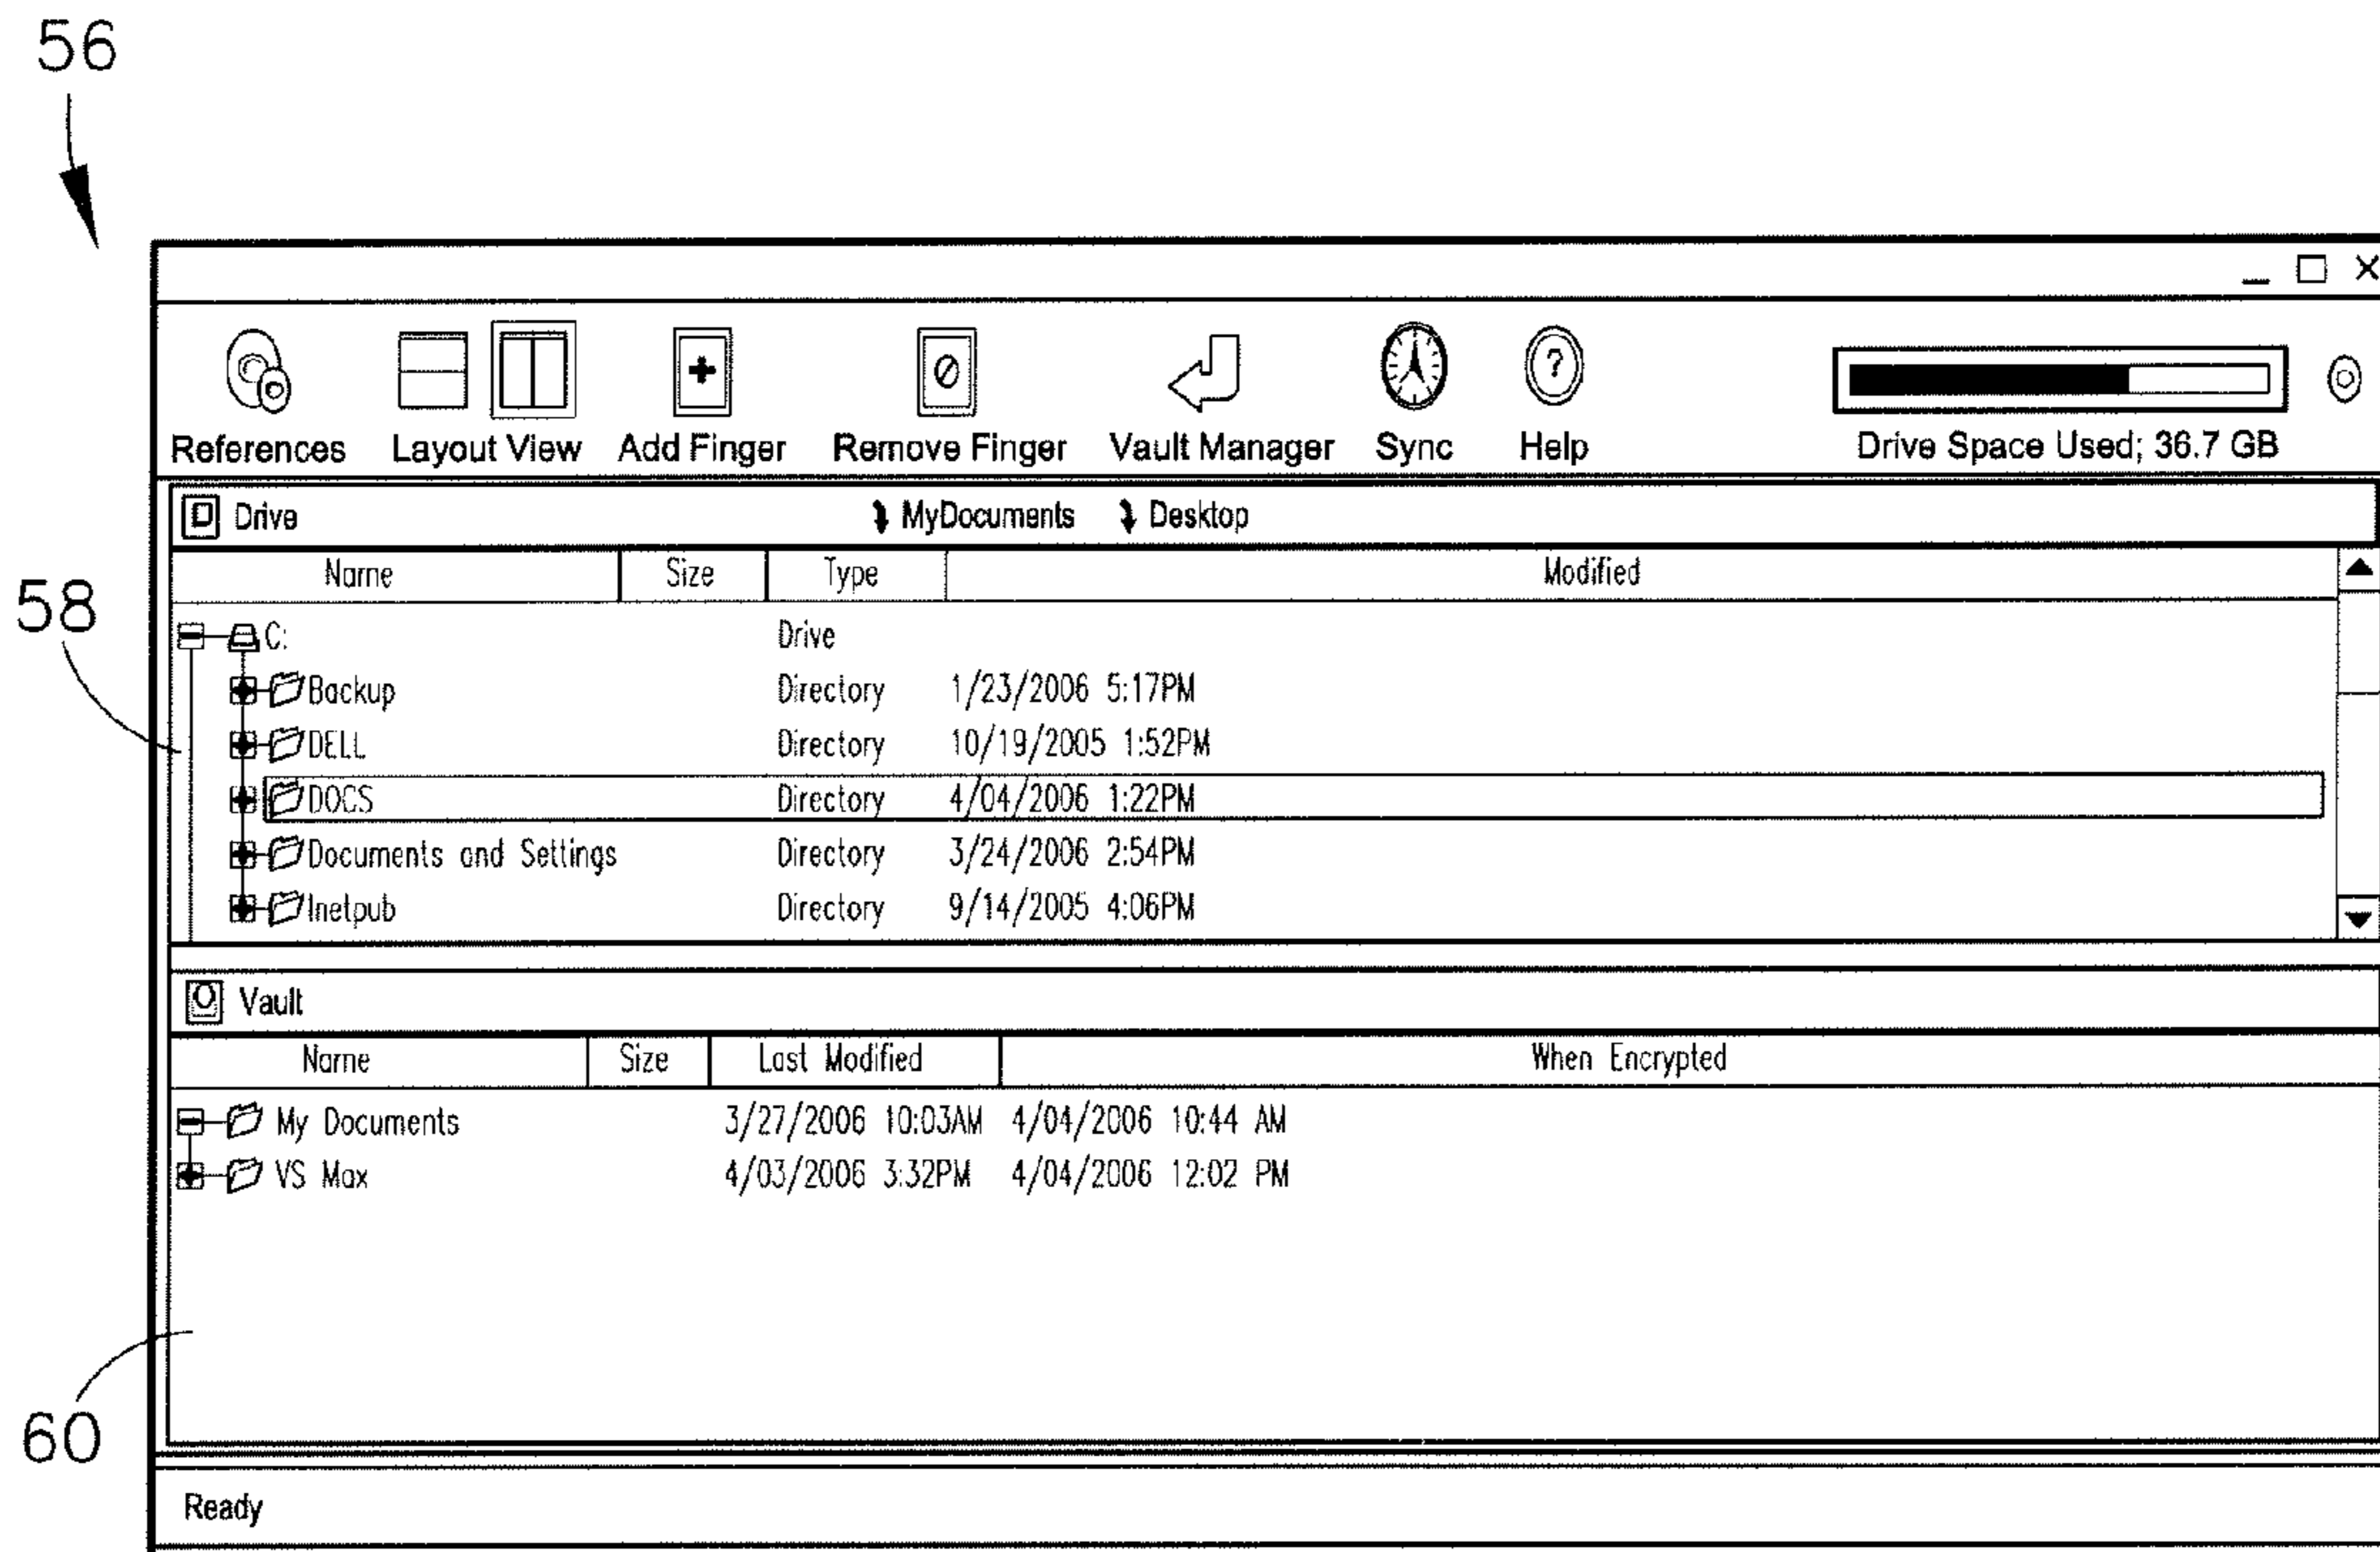 56
References Layout View Add Finger Remove Finger Vault Manager Sync Help Drive Space Used; 36.7 GB
Drive MyDocuments Desktop
Name Size Type Modified
58
C: Drive
Backup Directory 1/23/2006 5:17PM
DELL Directory 10/19/2005 1:52PM
DOCS Directory 4/04/2006 1:22PM
Documents and Settings Directory 3/24/2006 2:54PM
Inetpub Directory 9/14/2005 4:06PM
Vault
Name Size Last Modified When Encrypted
My Documents 3/27/2006 10:03AM 4/04/2006 10:44 AM
VS Max 4/03/2006 3:32PM 4/04/2006 12:02 PM
60
Ready